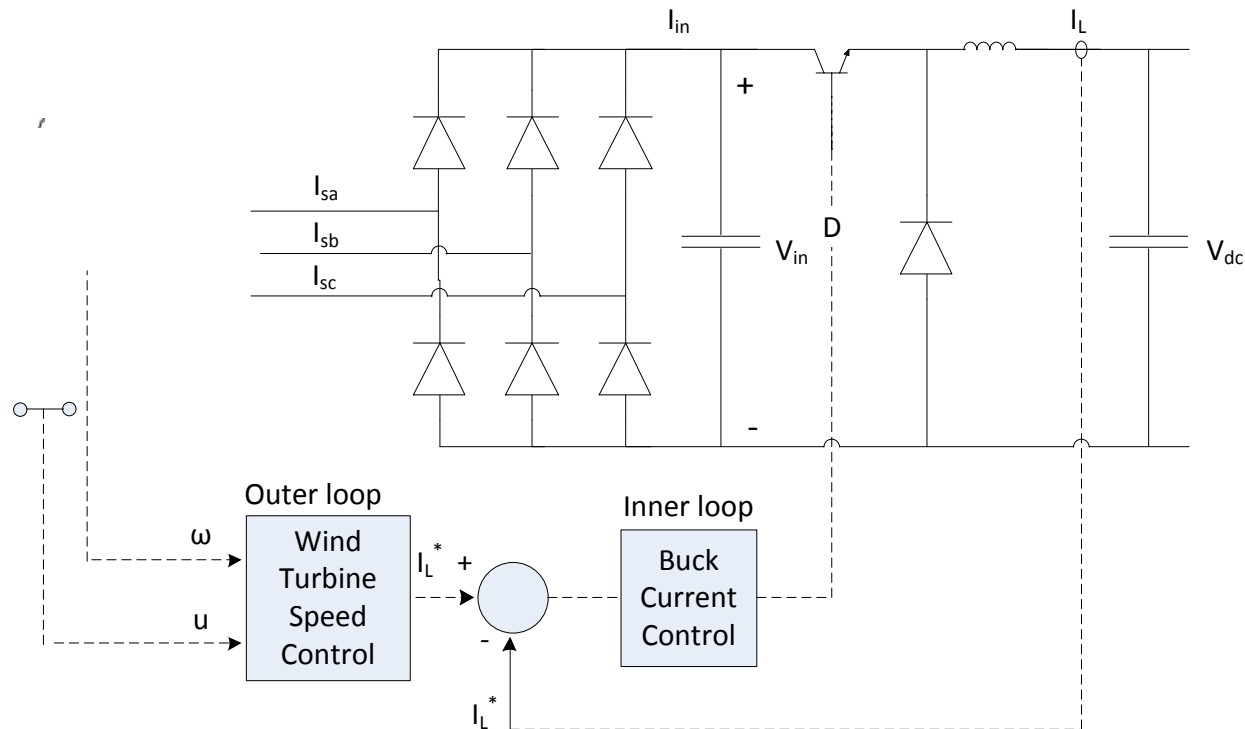 I_in
I_L
+
I_sa
D
I_sb
V_in
V_dc
I_sc
-
Outer loop
Inner loop
ω
Wind
Turbine
Speed
Control
I_L^*
+
Buck
Current
Control
u
-
I_L^*